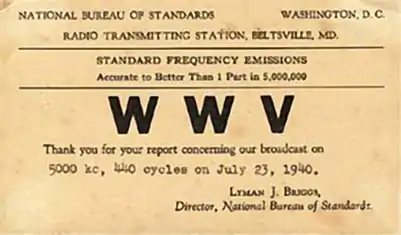 NATIONAL BUREAU OF STANDARDS WASHINGTON, D. C.
RADIO TRANSMITTING STATION, BELTSVILLE, MD.
STANDARD FREQUENCY EMISSIONS
Accurate to Better Than 1 Part in 5,000,000
WWV
Thank you for your report concerning our broadcast on
5000 kc, 440 cycles on July 23, 1940.
LYMAN J. BRIGGS,
Director, National Bureau of Standards.